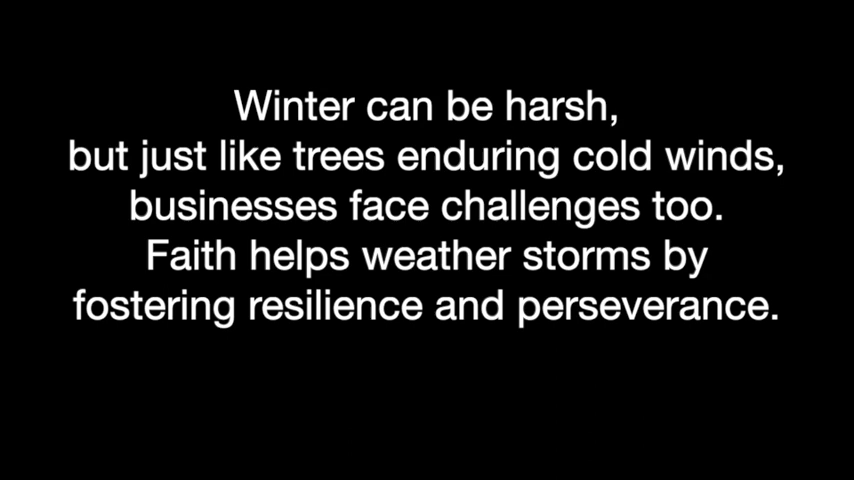 Winter can be harsh,
but just like trees enduring cold winds,
businesses face challenges too.
Faith helps weather storms by
fostering resilience and perseverance.